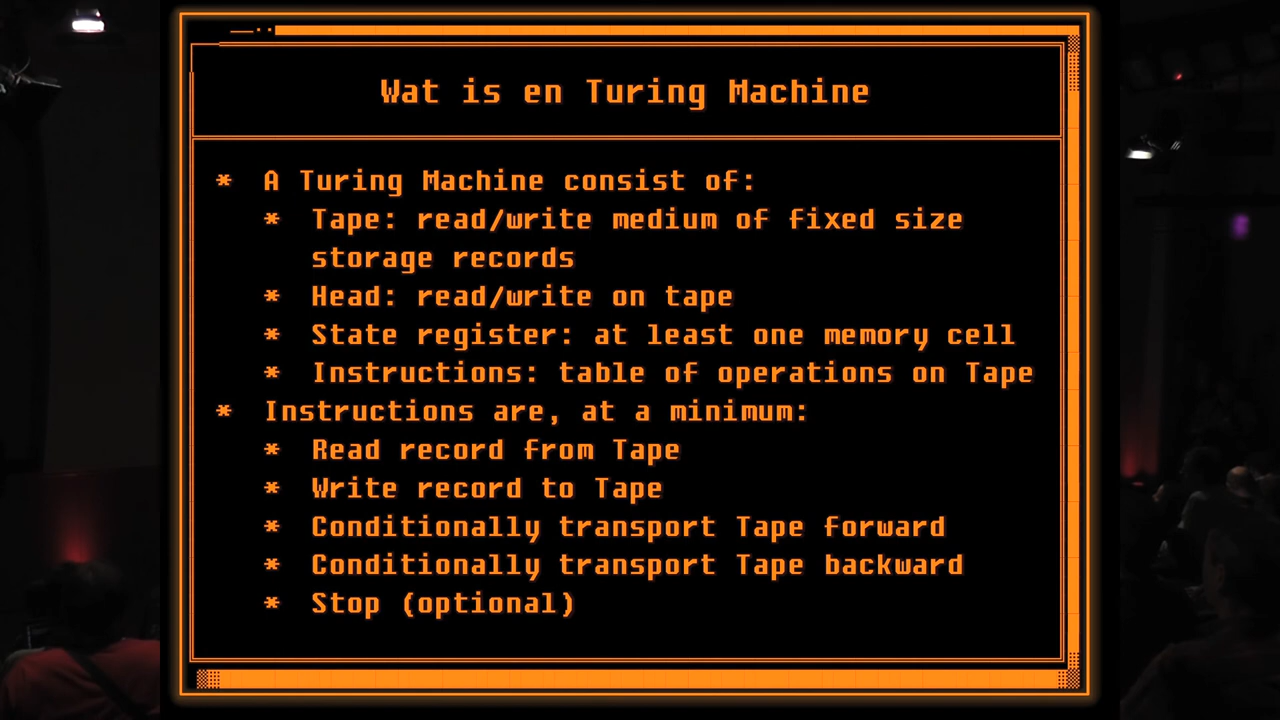 Wat is en Turing Machine
* A Turing Machine consist of:
* Tape: read/write medium of fixed size
storage records
* Head: read/write on tape
* State register: at least one memory cell
* Instructions: table of operations on Tape
* Instructions are, at a minimum:
* Read record from Tape
* Write record to Tape
* Conditionally transport Tape forward
* Conditionally transport Tape backward
* Stop (optional)